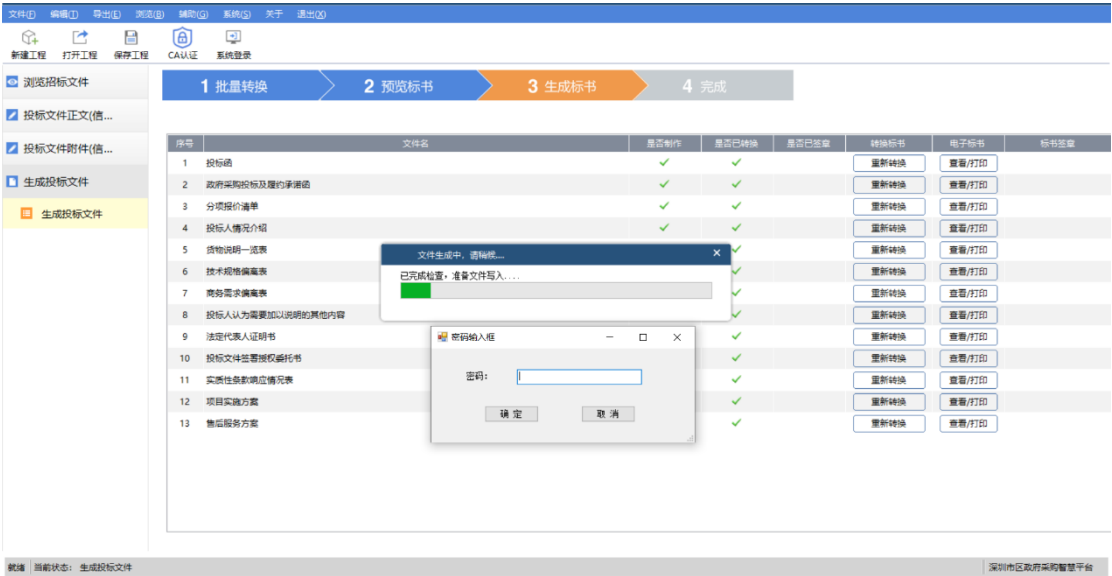 文件(F) 编辑(T) 导出(E) 浏览(B) 辅助(G) 系统(S) 关于 退出(X)
新建工程 打开工程 保存工程 CA认证 系统登录
浏览招标文件
投标文件正文(信...
投标文件附件(信...
生成投标文件
生成投标文件
1 批量转换 2 预览标书 3 生成标书 4 完成
序号 文件名 是否制作 是否已转换 是否已签章 转换标书 电子标书 标书签章
1 投标函 重新转换 查看/打印
2 政府采购投标及履约承诺函 重新转换 查看/打印
3 分项报价清单 重新转换 查看/打印
4 投标人情况介绍 重新转换 查看/打印
5 货物说明一览表 重新转换 查看/打印
6 技术规格偏离表 重新转换 查看/打印
7 商务需求偏离表 重新转换 查看/打印
8 投标人认为需要加以说明的其他内容 重新转换 查看/打印
9 法定代表人证明书 重新转换 查看/打印
10 投标文件签署授权委托书 重新转换 查看/打印
11 实质性条款响应情况表 重新转换 查看/打印
12 项目实施方案 重新转换 查看/打印
13 售后服务方案 重新转换 查看/打印
文件生成中，请稍候....
已完成检查，准备文件写入....
密码输入框
密码：
确 定 取 消
就绪 当前状态： 生成投标文件 深圳市区政府采购智慧平台